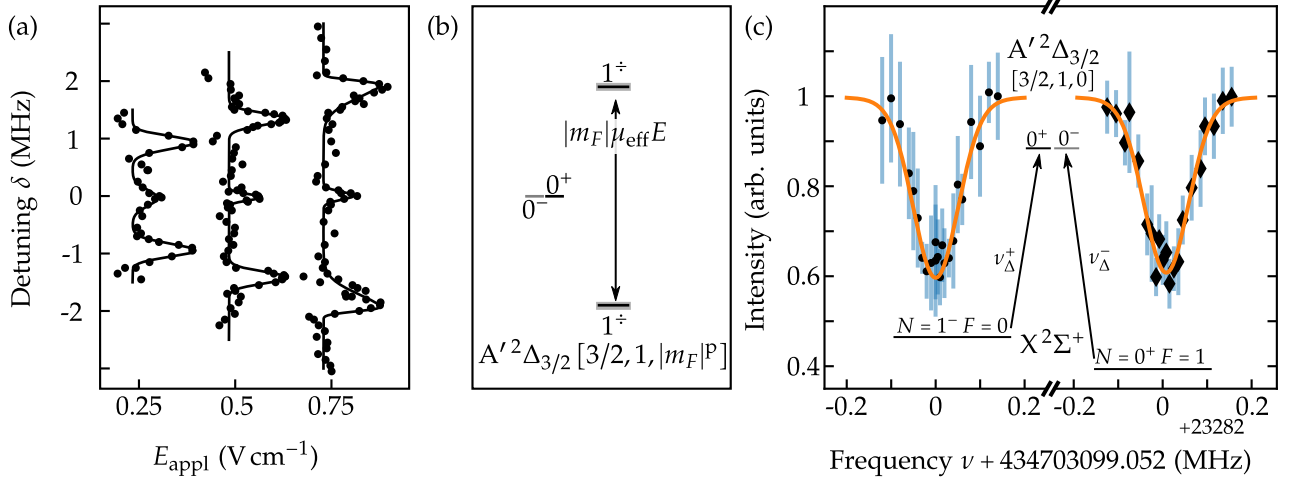 (a)
Detuning δ (MHz)
2
1
0
-1
-2
0.25 0.5 0.75
E_appl (V cm⁻¹)
(b)
1^÷
|m_F|μ_effE
0⁺
0⁻
1^÷
A′ ²Δ_3/2 [3/2, 1, |m_F|^p]
(c)
Intensity (arb. units)
1
0.8
0.6
0.4
A′ ²Δ_3/2
[3/2,1,0]
0⁺ 0⁻
ν_Δ⁺ ν_Δ⁻
N = 1⁻ F = 0
X²Σ⁺
N = 0⁺ F = 1
-0.2 0 0.2 -0.2 0 0.2
+23282
Frequency ν + 434703099.052 (MHz)